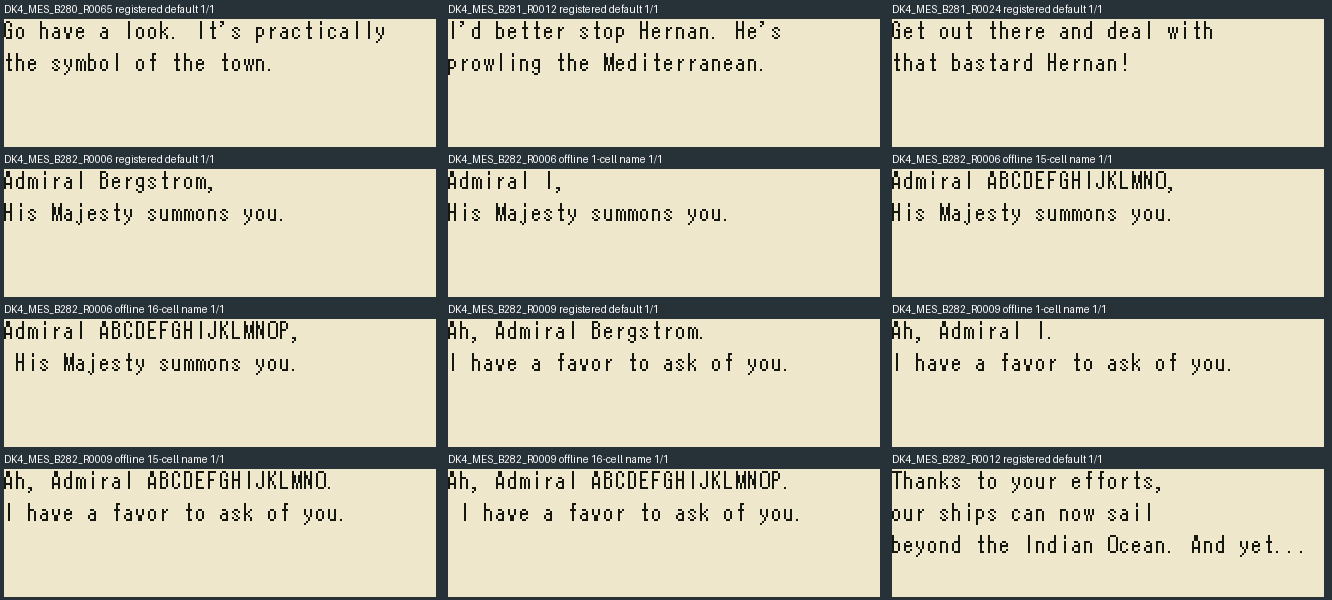 DK4_MES_B280_R0065 registered default 1/1
Go have a look. It's practically
the symbol of the town.
DK4_MES_B281_R0012 registered default 1/1
I'd better stop Hernan. He's
prowling the Mediterranean.
DK4_MES_B281_R0024 registered default 1/1
Get out there and deal with
that bastard Hernan!
DK4_MES_B282_R0006 registered default 1/1
Admiral Bergstrom,
His Majesty summons you.
DK4_MES_B282_R0006 offline 1-cell name 1/1
Admiral I,
His Majesty summons you.
DK4_MES_B282_R0006 offline 15-cell name 1/1
Admiral ABCDEFGHIJKLMNO,
His Majesty summons you.
DK4_MES_B282_R0006 offline 16-cell name 1/1
Admiral ABCDEFGHIJKLMNOP,
His Majesty summons you.
DK4_MES_B282_R0009 registered default 1/1
Ah, Admiral Bergstrom.
I have a favor to ask of you.
DK4_MES_B282_R0009 offline 1-cell name 1/1
Ah, Admiral I.
I have a favor to ask of you.
DK4_MES_B282_R0009 offline 15-cell name 1/1
Ah, Admiral ABCDEFGHIJKLMNO.
I have a favor to ask of you.
DK4_MES_B282_R0009 offline 16-cell name 1/1
Ah, Admiral ABCDEFGHIJKLMNOP.
I have a favor to ask of you.
DK4_MES_B282_R0012 registered default 1/1
Thanks to your efforts,
our ships can now sail
beyond the Indian Ocean. And yet...